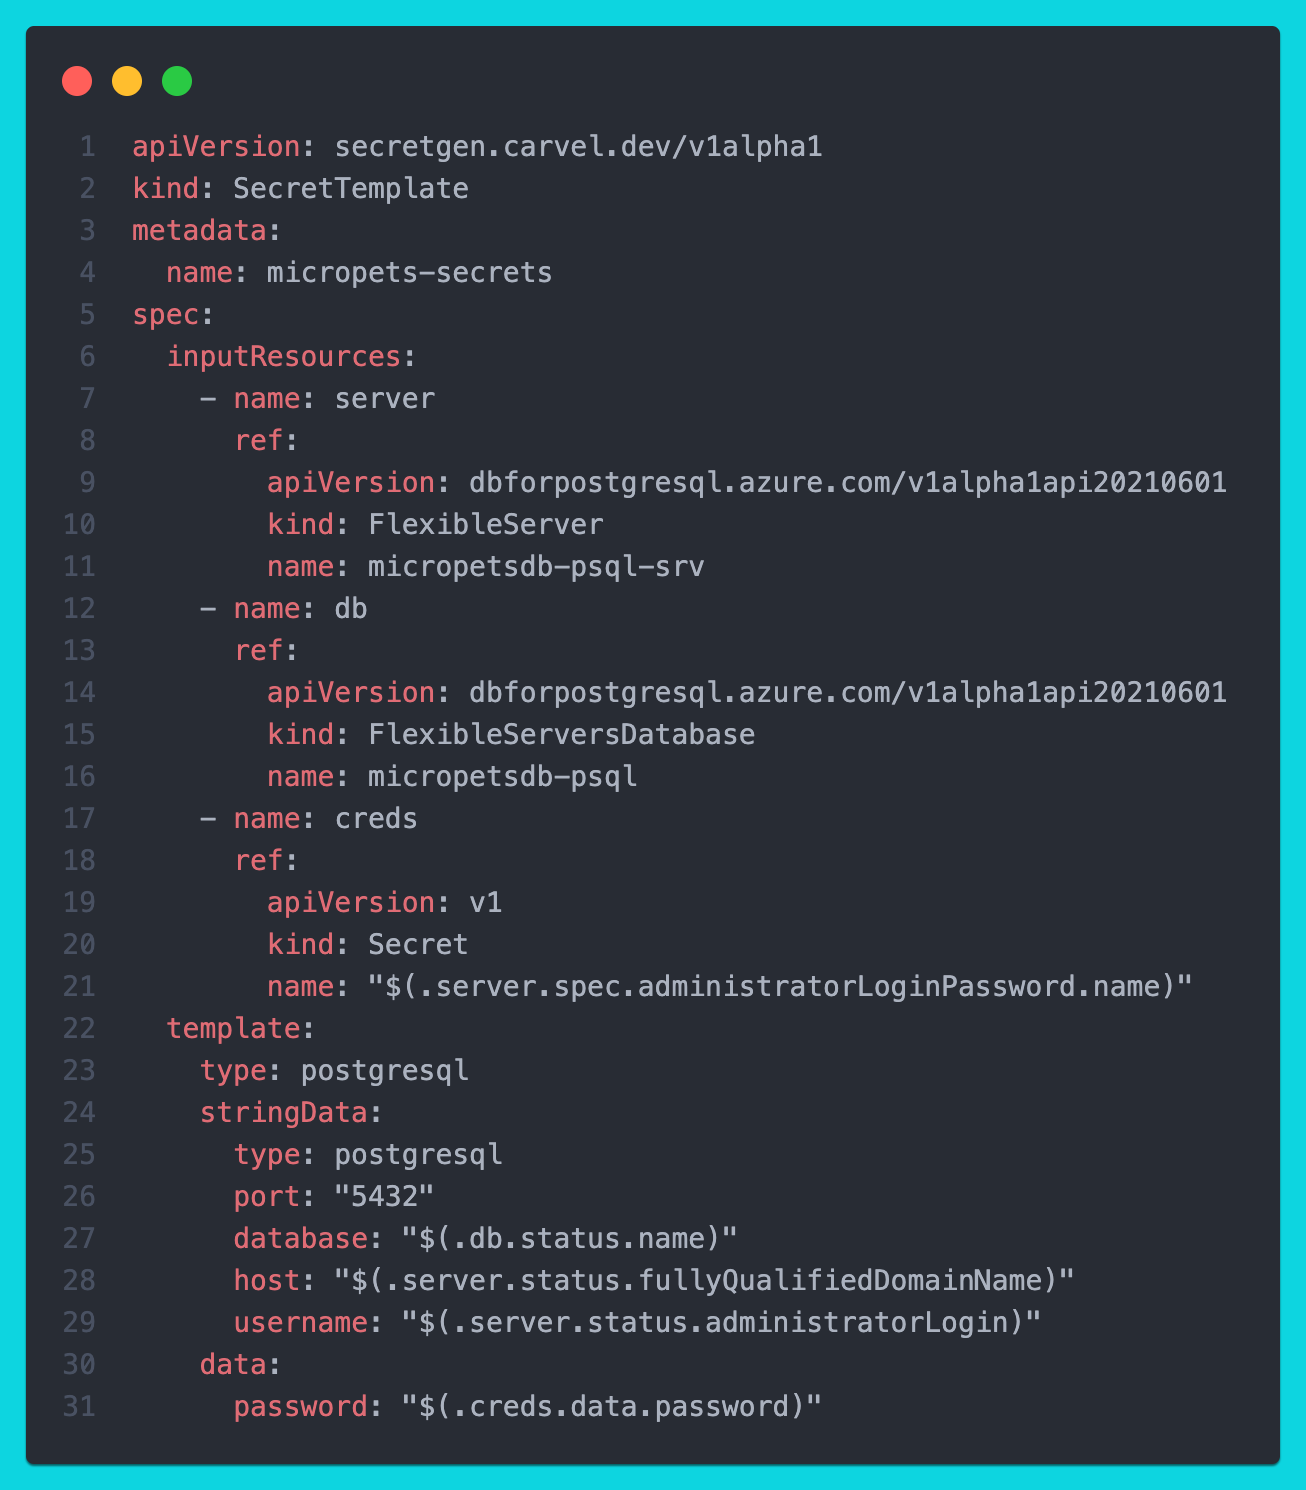 1 apiVersion: secretgen.carvel.dev/v1alpha1
2 kind: SecretTemplate
3 metadata:
4   name: micropets-secrets
5 spec:
6   inputResources:
7     - name: server
8       ref:
9         apiVersion: dbforpostgresql.azure.com/v1alpha1api20210601
10         kind: FlexibleServer
11         name: micropetsdb-psql-srv
12     - name: db
13       ref:
14         apiVersion: dbforpostgresql.azure.com/v1alpha1api20210601
15         kind: FlexibleServersDatabase
16         name: micropetsdb-psql
17     - name: creds
18       ref:
19         apiVersion: v1
20         kind: Secret
21         name: "$(.server.spec.administratorLoginPassword.name)"
22   template:
23     type: postgresql
24     stringData:
25       type: postgresql
26       port: "5432"
27       database: "$(.db.status.name)"
28       host: "$(.server.status.fullyQualifiedDomainName)"
29       username: "$(.server.status.administratorLogin)"
30     data:
31       password: "$(.creds.data.password)"